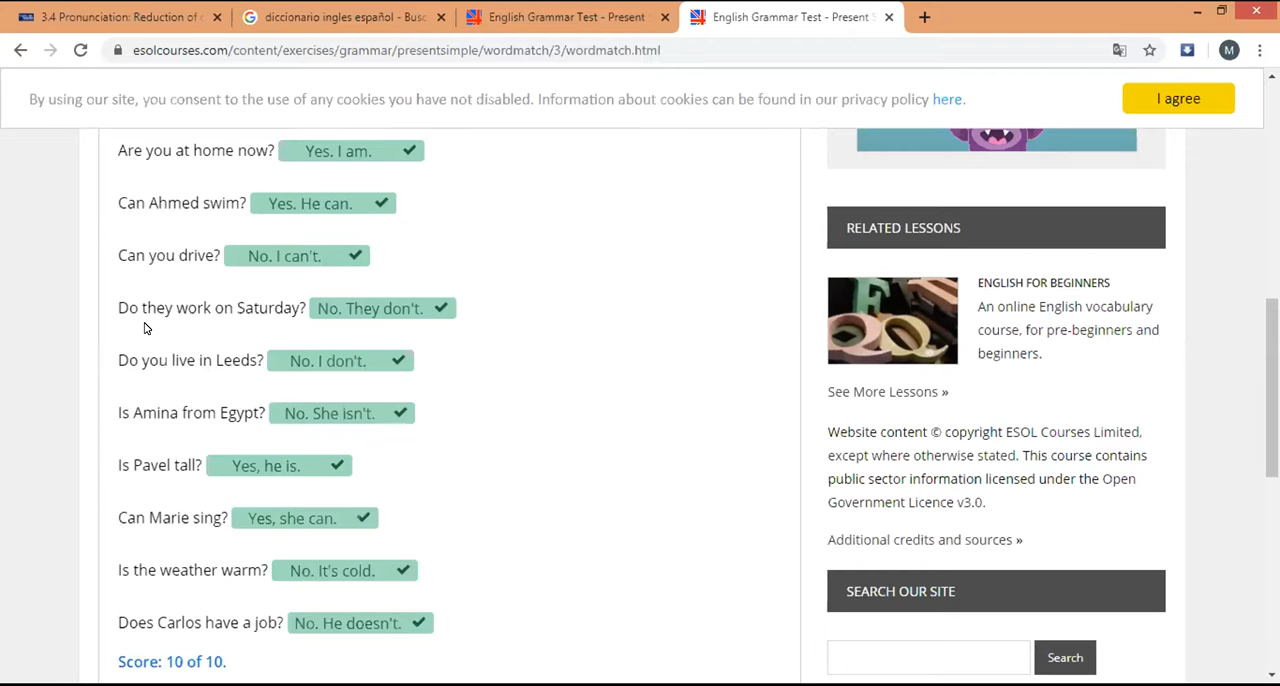 3.4 Pronunciation: Reduction of
diccionario ingles español - Busc
English Grammar Test - Present
English Grammar Test - Present S
esolcourses.com/content/exercises/grammar/presentsimple/wordmatch/3/wordmatch.html
M
By using our site, you consent to the use of any cookies you have not disabled. Information about cookies can be found in our privacy policy here.
I agree
Are you at home now? Yes. I am.
Can Ahmed swim? Yes. He can.
Can you drive? No. I can't.
Do they work on Saturday? No. They don't.
Do you live in Leeds? No. I don't.
Is Amina from Egypt? No. She isn't.
Is Pavel tall? Yes, he is.
Can Marie sing? Yes, she can.
Is the weather warm? No. It's cold.
Does Carlos have a job? No. He doesn't.
Score: 10 of 10.
RELATED LESSONS
ENGLISH FOR BEGINNERS
An online English vocabulary
course, for pre-beginners and
beginners.
See More Lessons »
Website content © copyright ESOL Courses Limited,
except where otherwise stated. This course contains
public sector information licensed under the Open
Government Licence v3.0.
Additional credits and sources »
SEARCH OUR SITE
Search